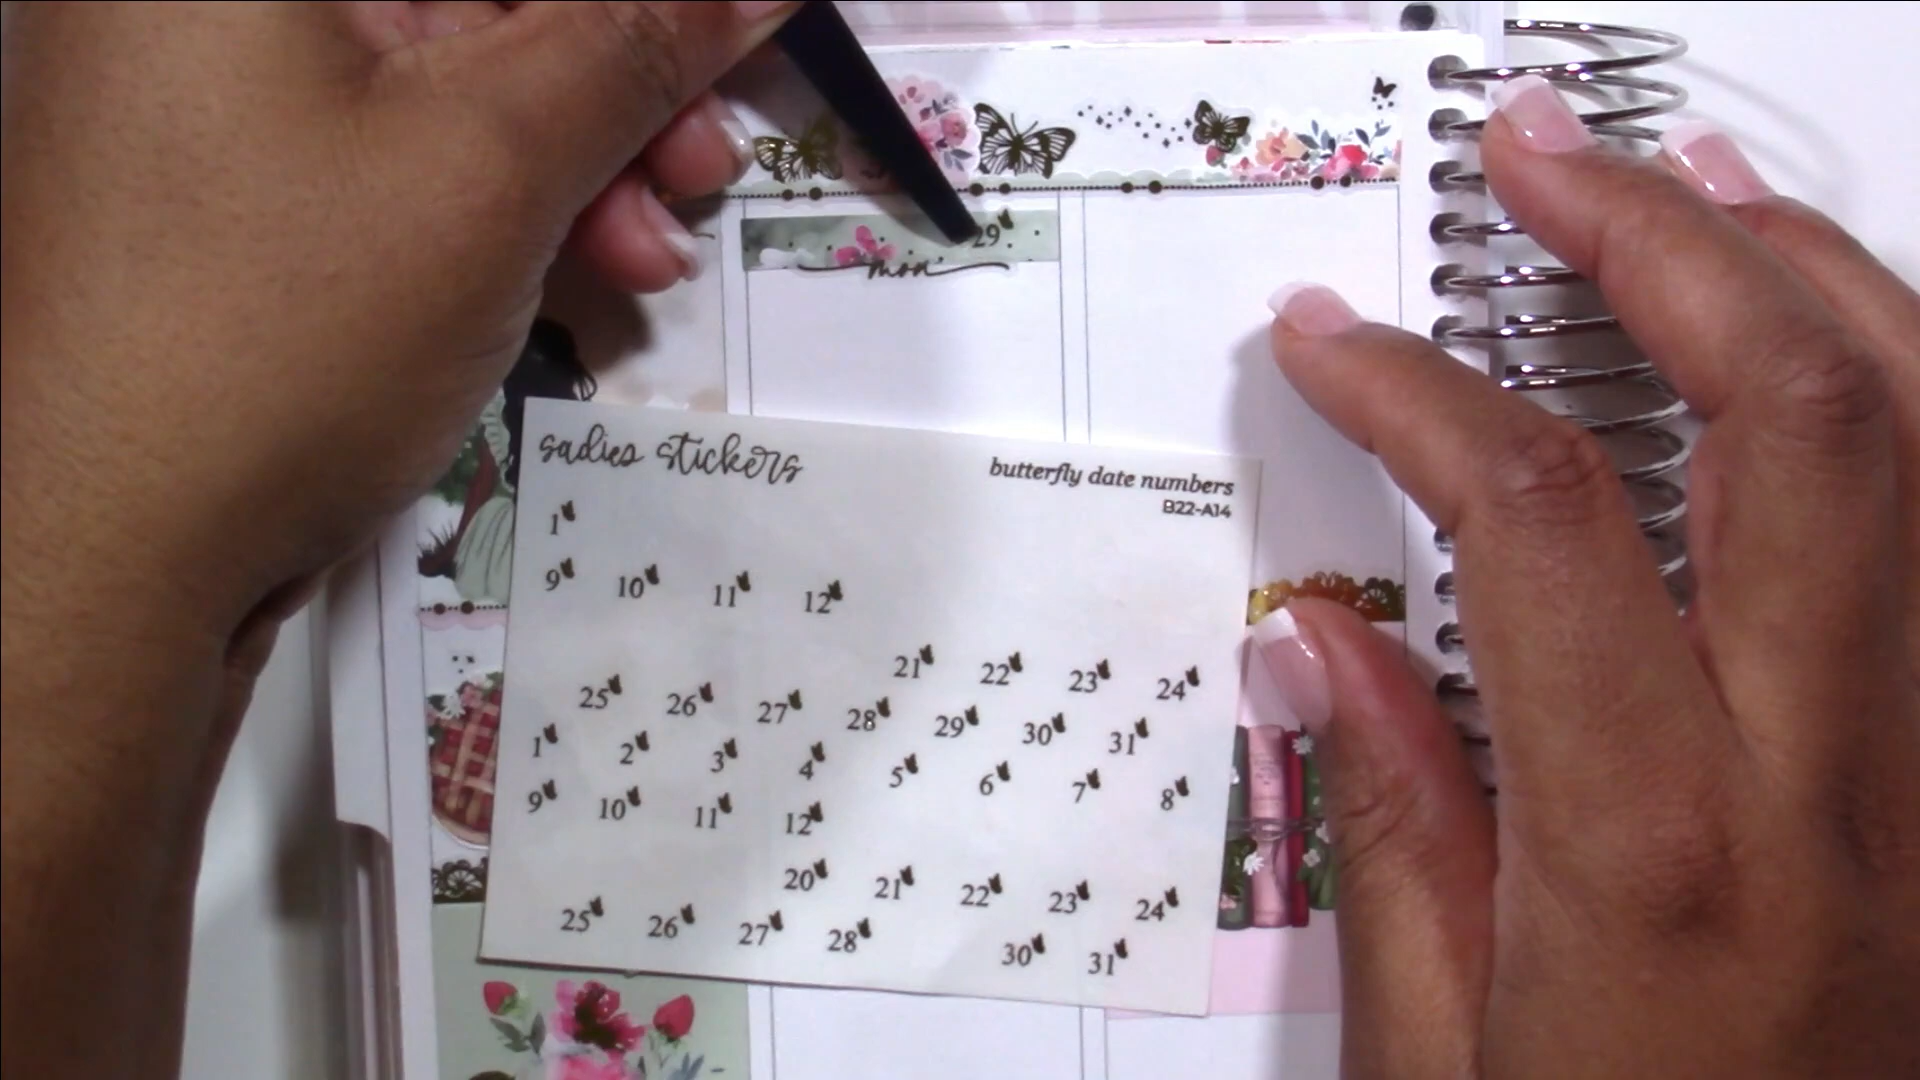 29
mon
sadies stickers
butterfly date numbers
B22-A14
1
9 10 11 12
21 22 23 24
25 26 27 28 29 30 31
1 2 3 4 5 6 7 8
9 10 11 12
20 21 22 23 24
25 26 27 28 30 31